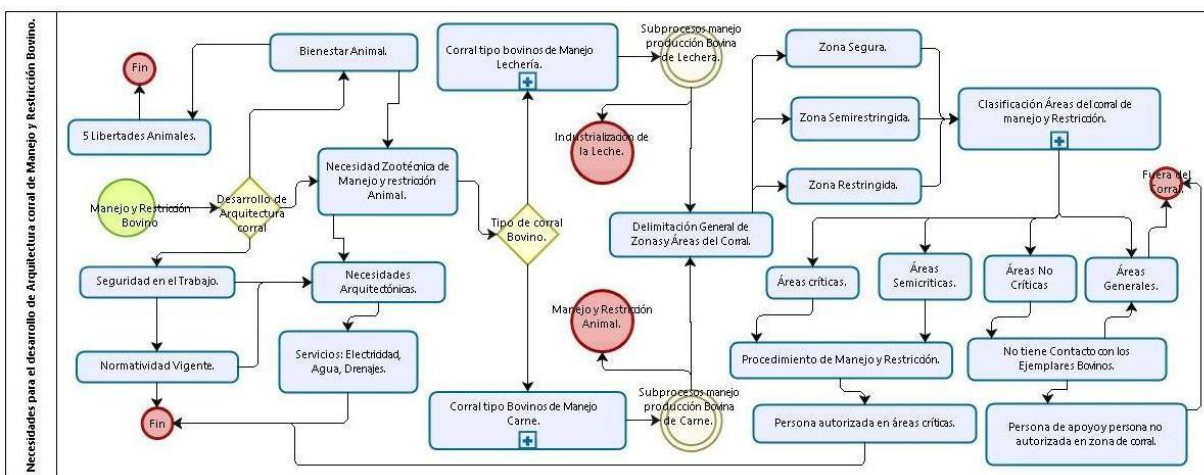 Necesidades para el desarrollo de Arquitectura corral de Manejo y Restricción Bovino.
Bienestar Animal.
Fin
5 Libertades Animales.
Manejo y Restricción
Bovino
Desarrollo de
Arquitectura
corral
Necesidad Zootécnica de
Manejo y restricción
Animal.
Seguridad en el Trabajo.
Necesidades
Arquitectónicas.
Normatividad Vigente.
Servicios: Electricidad,
Agua, Drenajes.
Fin
Corral tipo bovinos de Manejo
Lechería.
Tipo de corral
Bovino.
Corral tipo Bovinos de Manejo
Carne.
Subprocesos manejo
producción Bovina
de Lechera.
Industrialización de
la Leche.
Delimitación General de
Zonas y Áreas del Corral.
Manejo y Restricción
Animal.
Subprocesos manejo
producción Bovina
de Carne.
Zona Segura.
Zona Semirestringida.
Zona Restringida.
Clasificación Áreas del corral de
manejo y Restricción.
Fuera del
Corral.
Áreas críticas.
Áreas
Semicriticas.
Áreas No
Críticas
Áreas
Generales.
Procedimiento de Manejo y Restricción.
No tiene Contacto con los
Ejemplares Bovinos.
Persona autorizada en áreas críticas.
Persona de apoyo y persona no
autorizada en zona de corral.